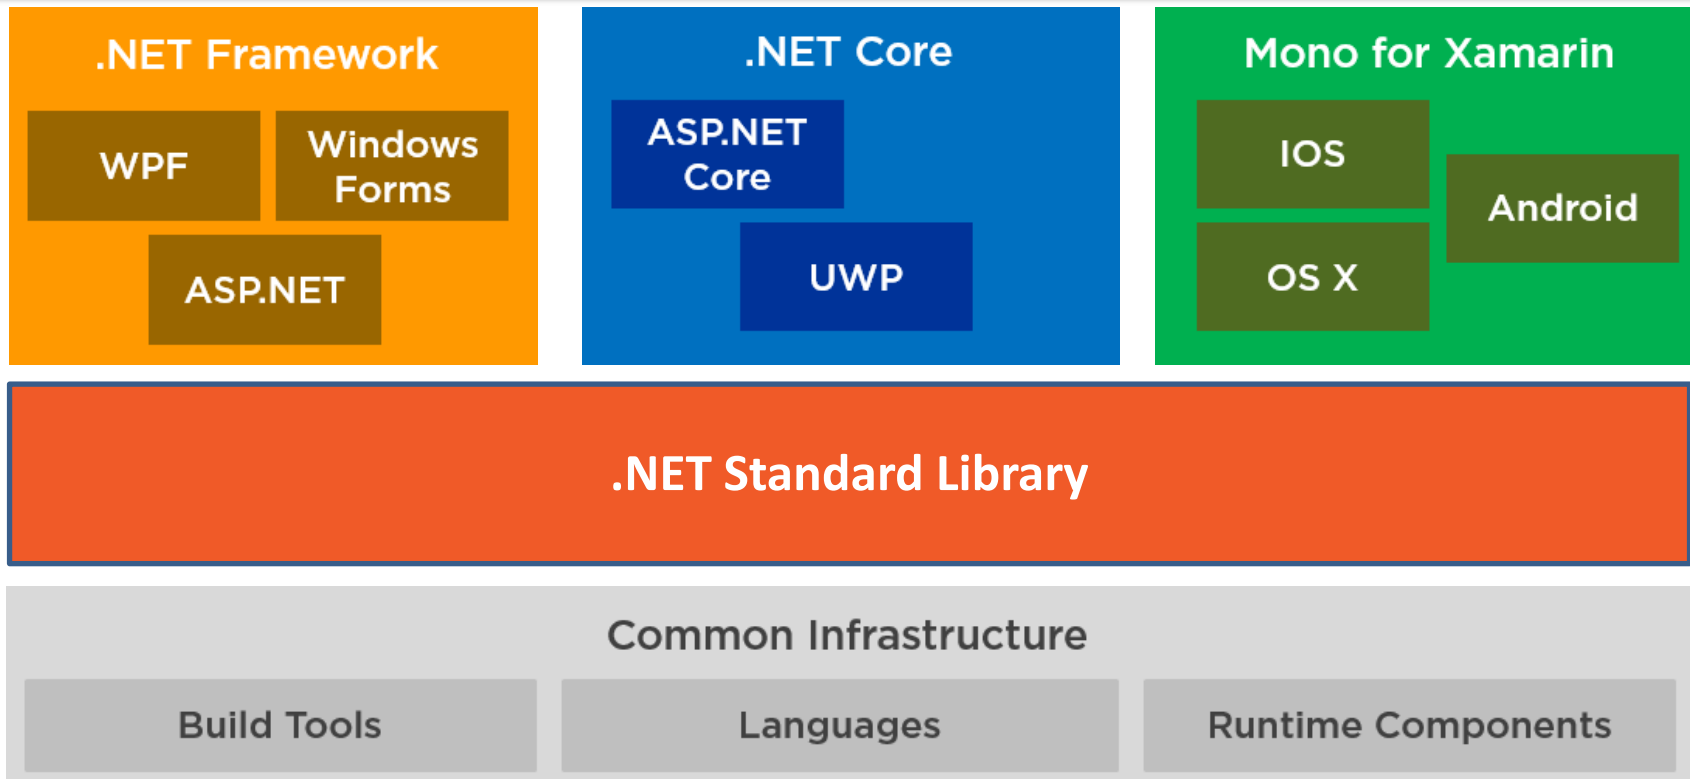 .NET Framework
WPF
Windows
Forms
ASP.NET
.NET Core
ASP.NET
Core
UWP
Mono for Xamarin
IOS
Android
OS X
.NET Standard Library
Common Infrastructure
Build Tools
Languages
Runtime Components